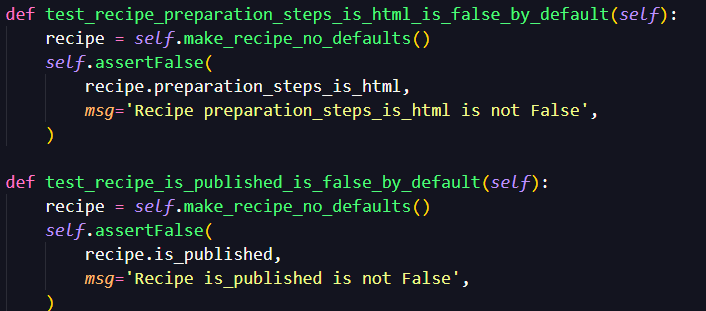 def test_recipe_preparation_steps_is_html_is_false_by_default(self):
    recipe = self.make_recipe_no_defaults()
    self.assertFalse(
        recipe.preparation_steps_is_html,
        msg='Recipe preparation_steps_is_html is not False',
    )

def test_recipe_is_published_is_false_by_default(self):
    recipe = self.make_recipe_no_defaults()
    self.assertFalse(
        recipe.is_published,
        msg='Recipe is_published is not False',
    )